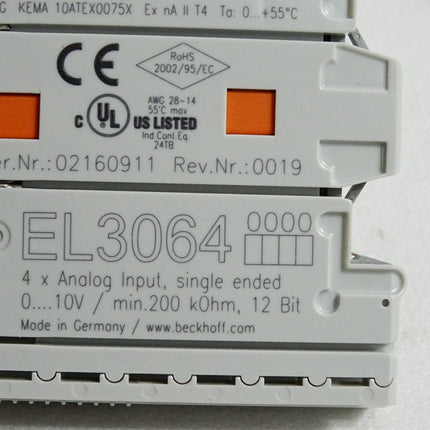 KEMA 10ATEX0075X Ex nA II T4 Ta: 0...+55°C
CE
RoHS
2002/95/EC
c UL US LISTED
AWG 28-14
55°C max
Ind.Cont.Eq.
24TB
er.Nr.:02160911 Rev.Nr.:0019
EL3064 0000
4 x Analog Input, single ended
0....10V / min.200 kOhm, 12 Bit
Made in Germany / www.beckhoff.com